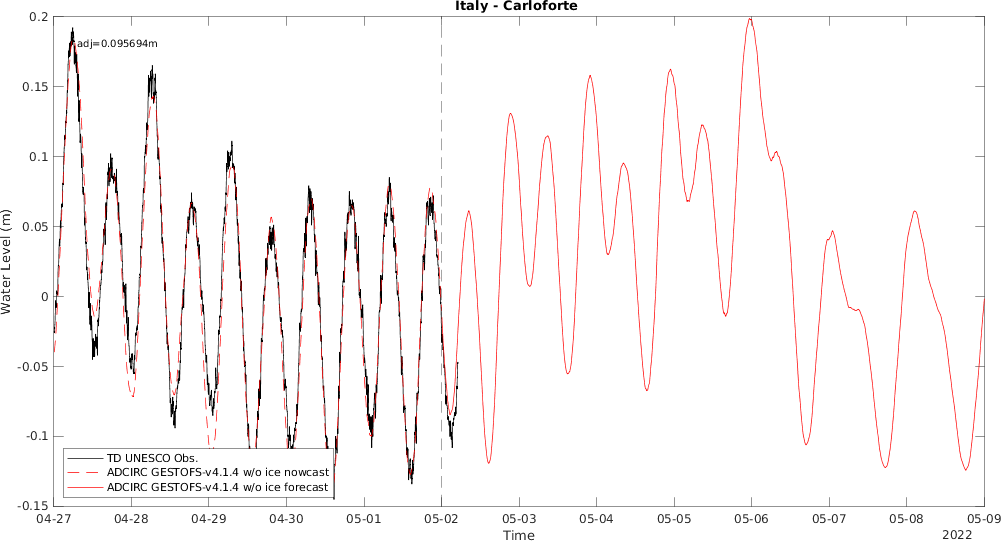 Italy - Carloforte
adj=0.095694m
0.2
0.15
0.1
0.05
0
-0.05
-0.1
-0.15
Water Level (m)
TD UNESCO Obs.
ADCIRC GESTOFS-v4.1.4 w/o ice nowcast
ADCIRC GESTOFS-v4.1.4 w/o ice forecast
04-27 04-28 04-29 04-30 05-01 05-02 05-03 05-04 05-05 05-06 05-07 05-08 05-09
Time
2022